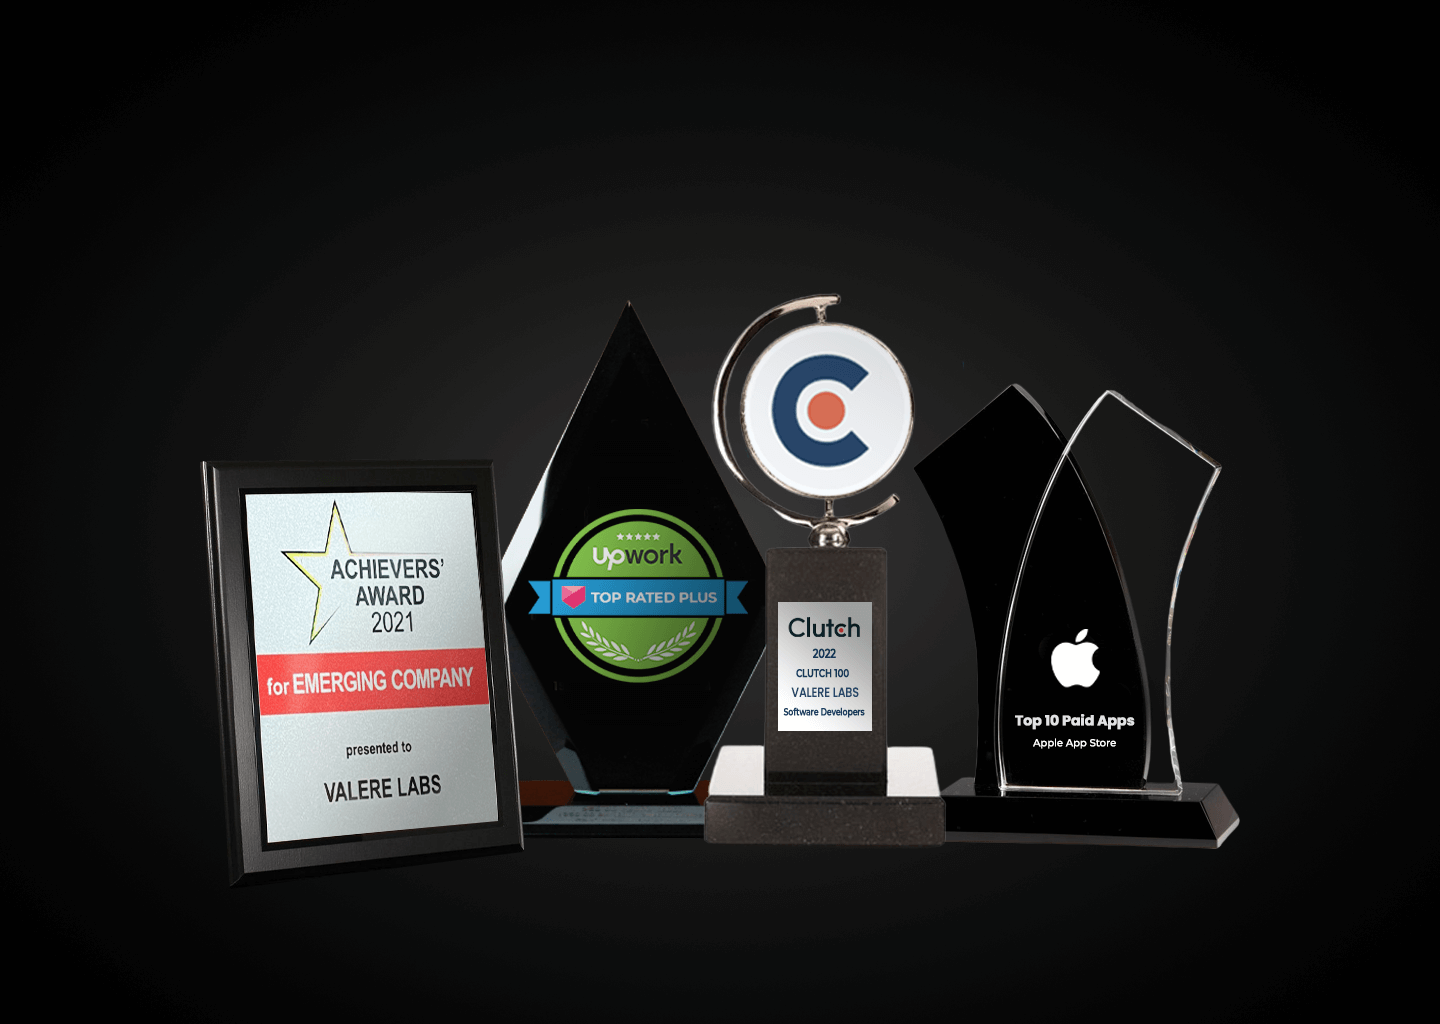 ACHIEVERS'
AWARD
2021
for EMERGING COMPANY
presented to
VALERE LABS
upwork
TOP RATED PLUS
Clutch
2022
CLUTCH 100
VALERE LABS
Software Developers
Top 10 Paid Apps
Apple App Store